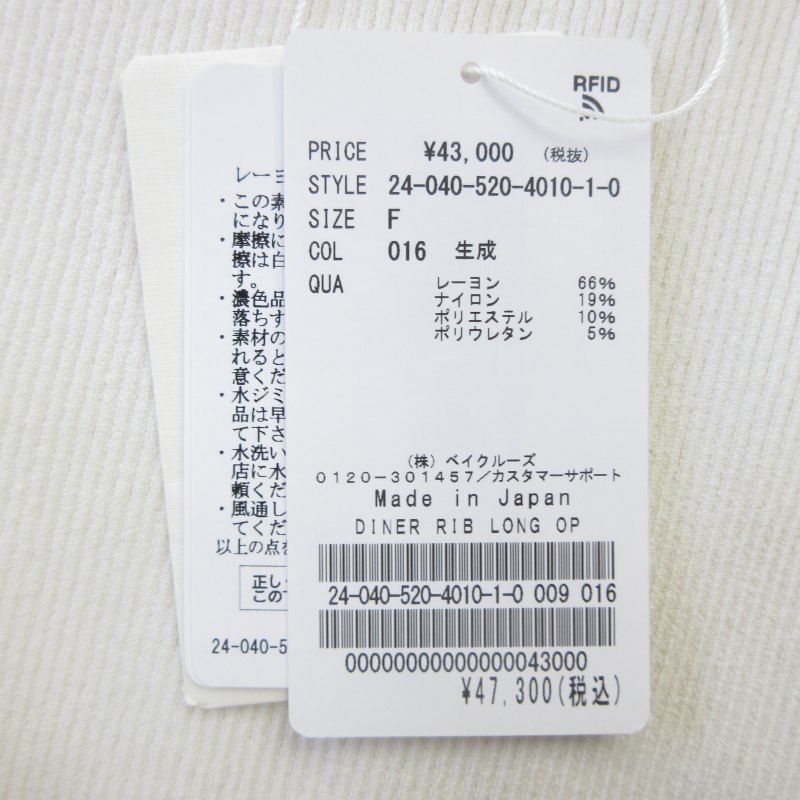 RFID
PRICE ¥43,000 (税抜)
STYLE 24-040-520-4010-1-0
SIZE F
COL 016 生成
QUA レーヨン 66%
ナイロン 19%
ポリエステル 10%
ポリウレタン 5%
(株) ベイクルーズ
0120-301457/カスタマーサポート
Made in Japan
DINER RIB LONG OP
24-040-520-4010-1-0 009 016
00000000000000043000
¥47,300(税込)
レーヨ
・この素
になり
・摩擦に
擦は白
す。
・濃色品
落ちす
・素材の
れると
意くだ
・水ジミ
品は早
て下さ
・水洗い
店に水
頼くだ
・風通し
てくだ
以上の点を
正し
この
24-040-5